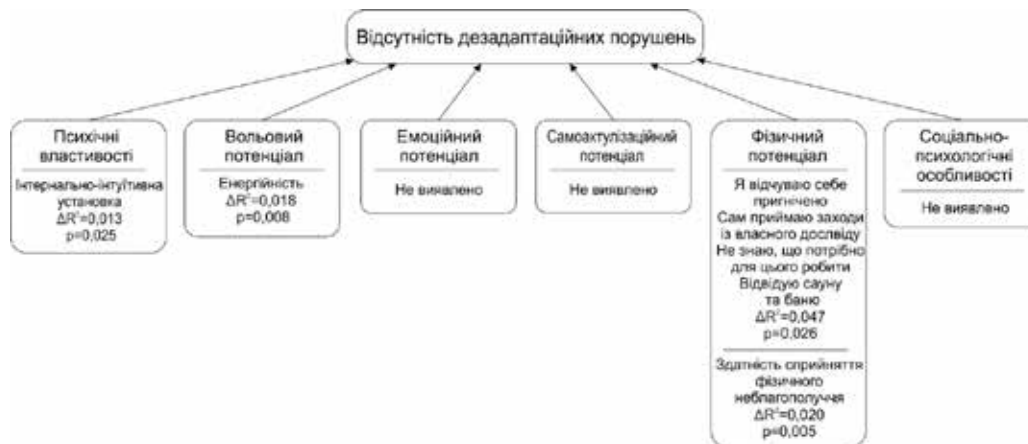 Відсутність дезадаптаційних порушень
Психічні
властивості
Інтернально-інтуїтивна
установка
ΔR²=0,013
p=0,025
Вольовий
потенціал
Енергійність
ΔR²=0,018
p=0,008
Емоційний
потенціал
Не виявлено
Самоактулізаційний
потенціал
Не виявлено
Фізичний
потенціал
Я відчуваю себе
пригнічено
Сам приймаю заходи
із власного дослвіду
Не знаю, що потрібно
для цього робити
Відвідую сауну
та баню
ΔR²=0,047
p=0,026
Здатність сприйняття
фізичного
неблагополуччя
ΔR²=0,020
p=0,005
Соціально-
психологічні
особливості
Не виявлено